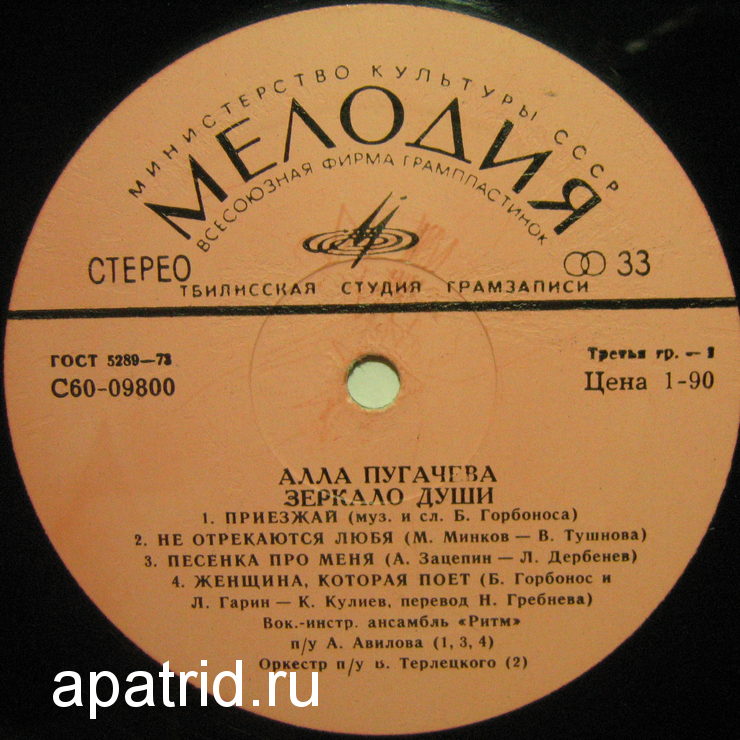 МИНИСТЕРСТВО КУЛЬТУРЫ СССР
МЕЛОДИЯ
ВСЕСОЮЗНАЯ ФИРМА ГРАМПЛАСТИНОК
СТЕРЕО
33
ТБИЛИССКАЯ СТУДИЯ ГРАМЗАПИСИ
ГОСТ 5289—73
Третья гр. —
С60-09800
Цена 1-90
АЛЛА ПУГАЧЕВА
ЗЕРКАЛО ДУШИ
1. ПРИЕЗЖАЙ (муз. и сл. Б. Горбоноса)
2. НЕ ОТРЕКАЮТСЯ ЛЮБЯ (М. Минков — В. Тушнова)
3. ПЕСЕНКА ПРО МЕНЯ (А. Зацепин — Л. Дербенев)
4. ЖЕНЩИНА, КОТОРАЯ ПОЕТ (Б. Горбонос и
Л. Гарин — К. Кулиев, перевод Н. Гребнева)
Вок.-инстр. ансамбль «Ритм»
п/у А. Авилова (1, 3, 4)
Оркестр п/у В. Терлецкого (2)
apatrid.ru